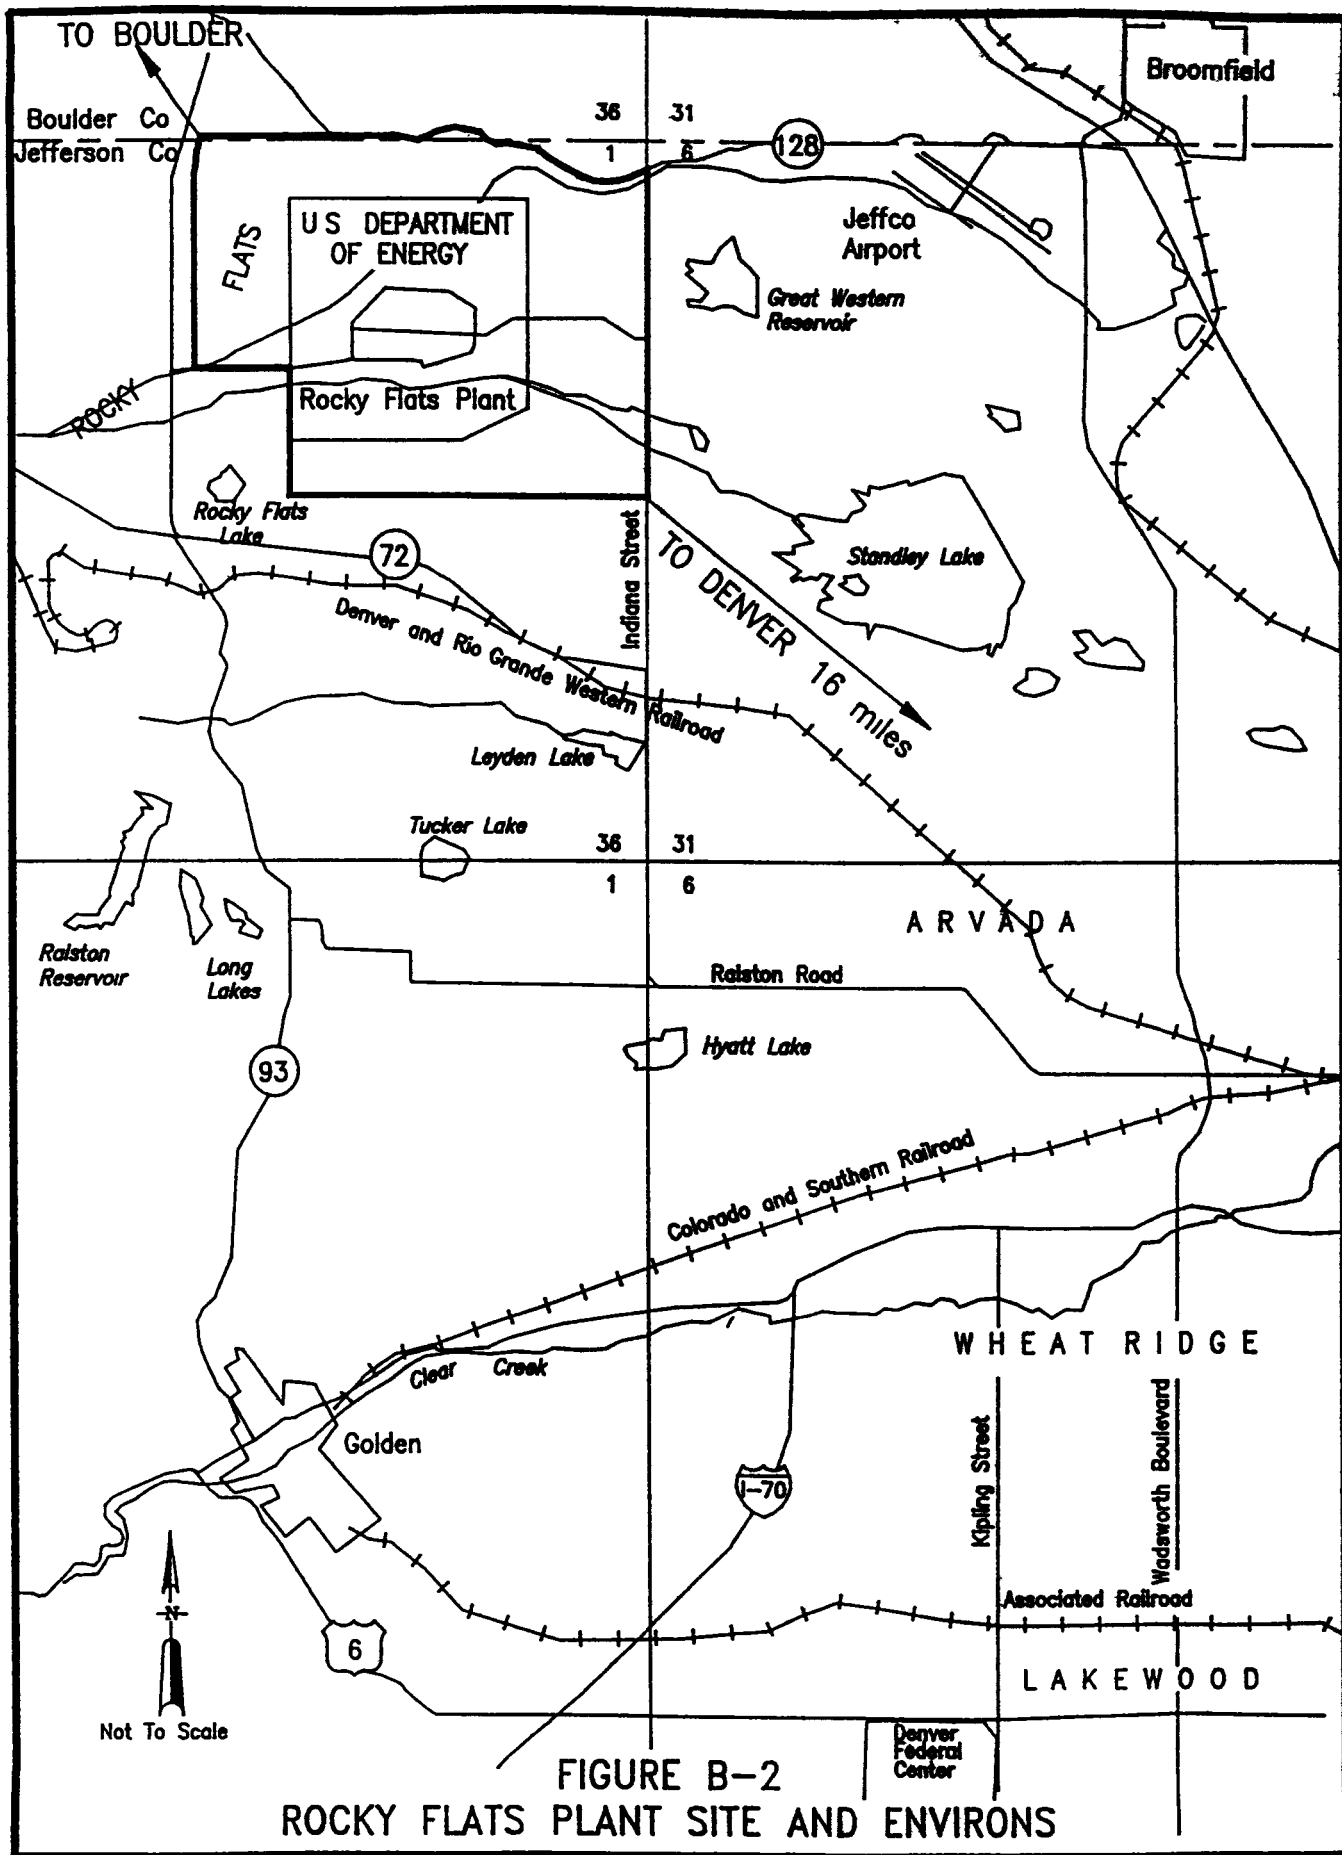 TO BOULDER
Broomfield
Boulder Co
Jefferson Co
36
31
1
6
128
U S DEPARTMENT
OF ENERGY
FLATS
Jeffco
Airport
Great Western
Reservoir
ROCKY
Rocky Flats Plant
Rocky Flats
Lake
72
Indiana Street
TO DENVER 16 miles
Standley Lake
Denver and Rio Grande Western Railroad
Leyden Lake
Tucker Lake
36
31
1
6
ARVADA
Ralston
Reservoir
Long
Lakes
Ralston Road
Hyatt Lake
93
Colorado and Southern Railroad
WHEAT RIDGE
Clear Creek
Golden
Kipling Street
Wadsworth Boulevard
I-70
Associated Railroad
N
6
LAKEWOOD
Not To Scale
Denver
Federal
Center
FIGURE B-2
ROCKY FLATS PLANT SITE AND ENVIRONS